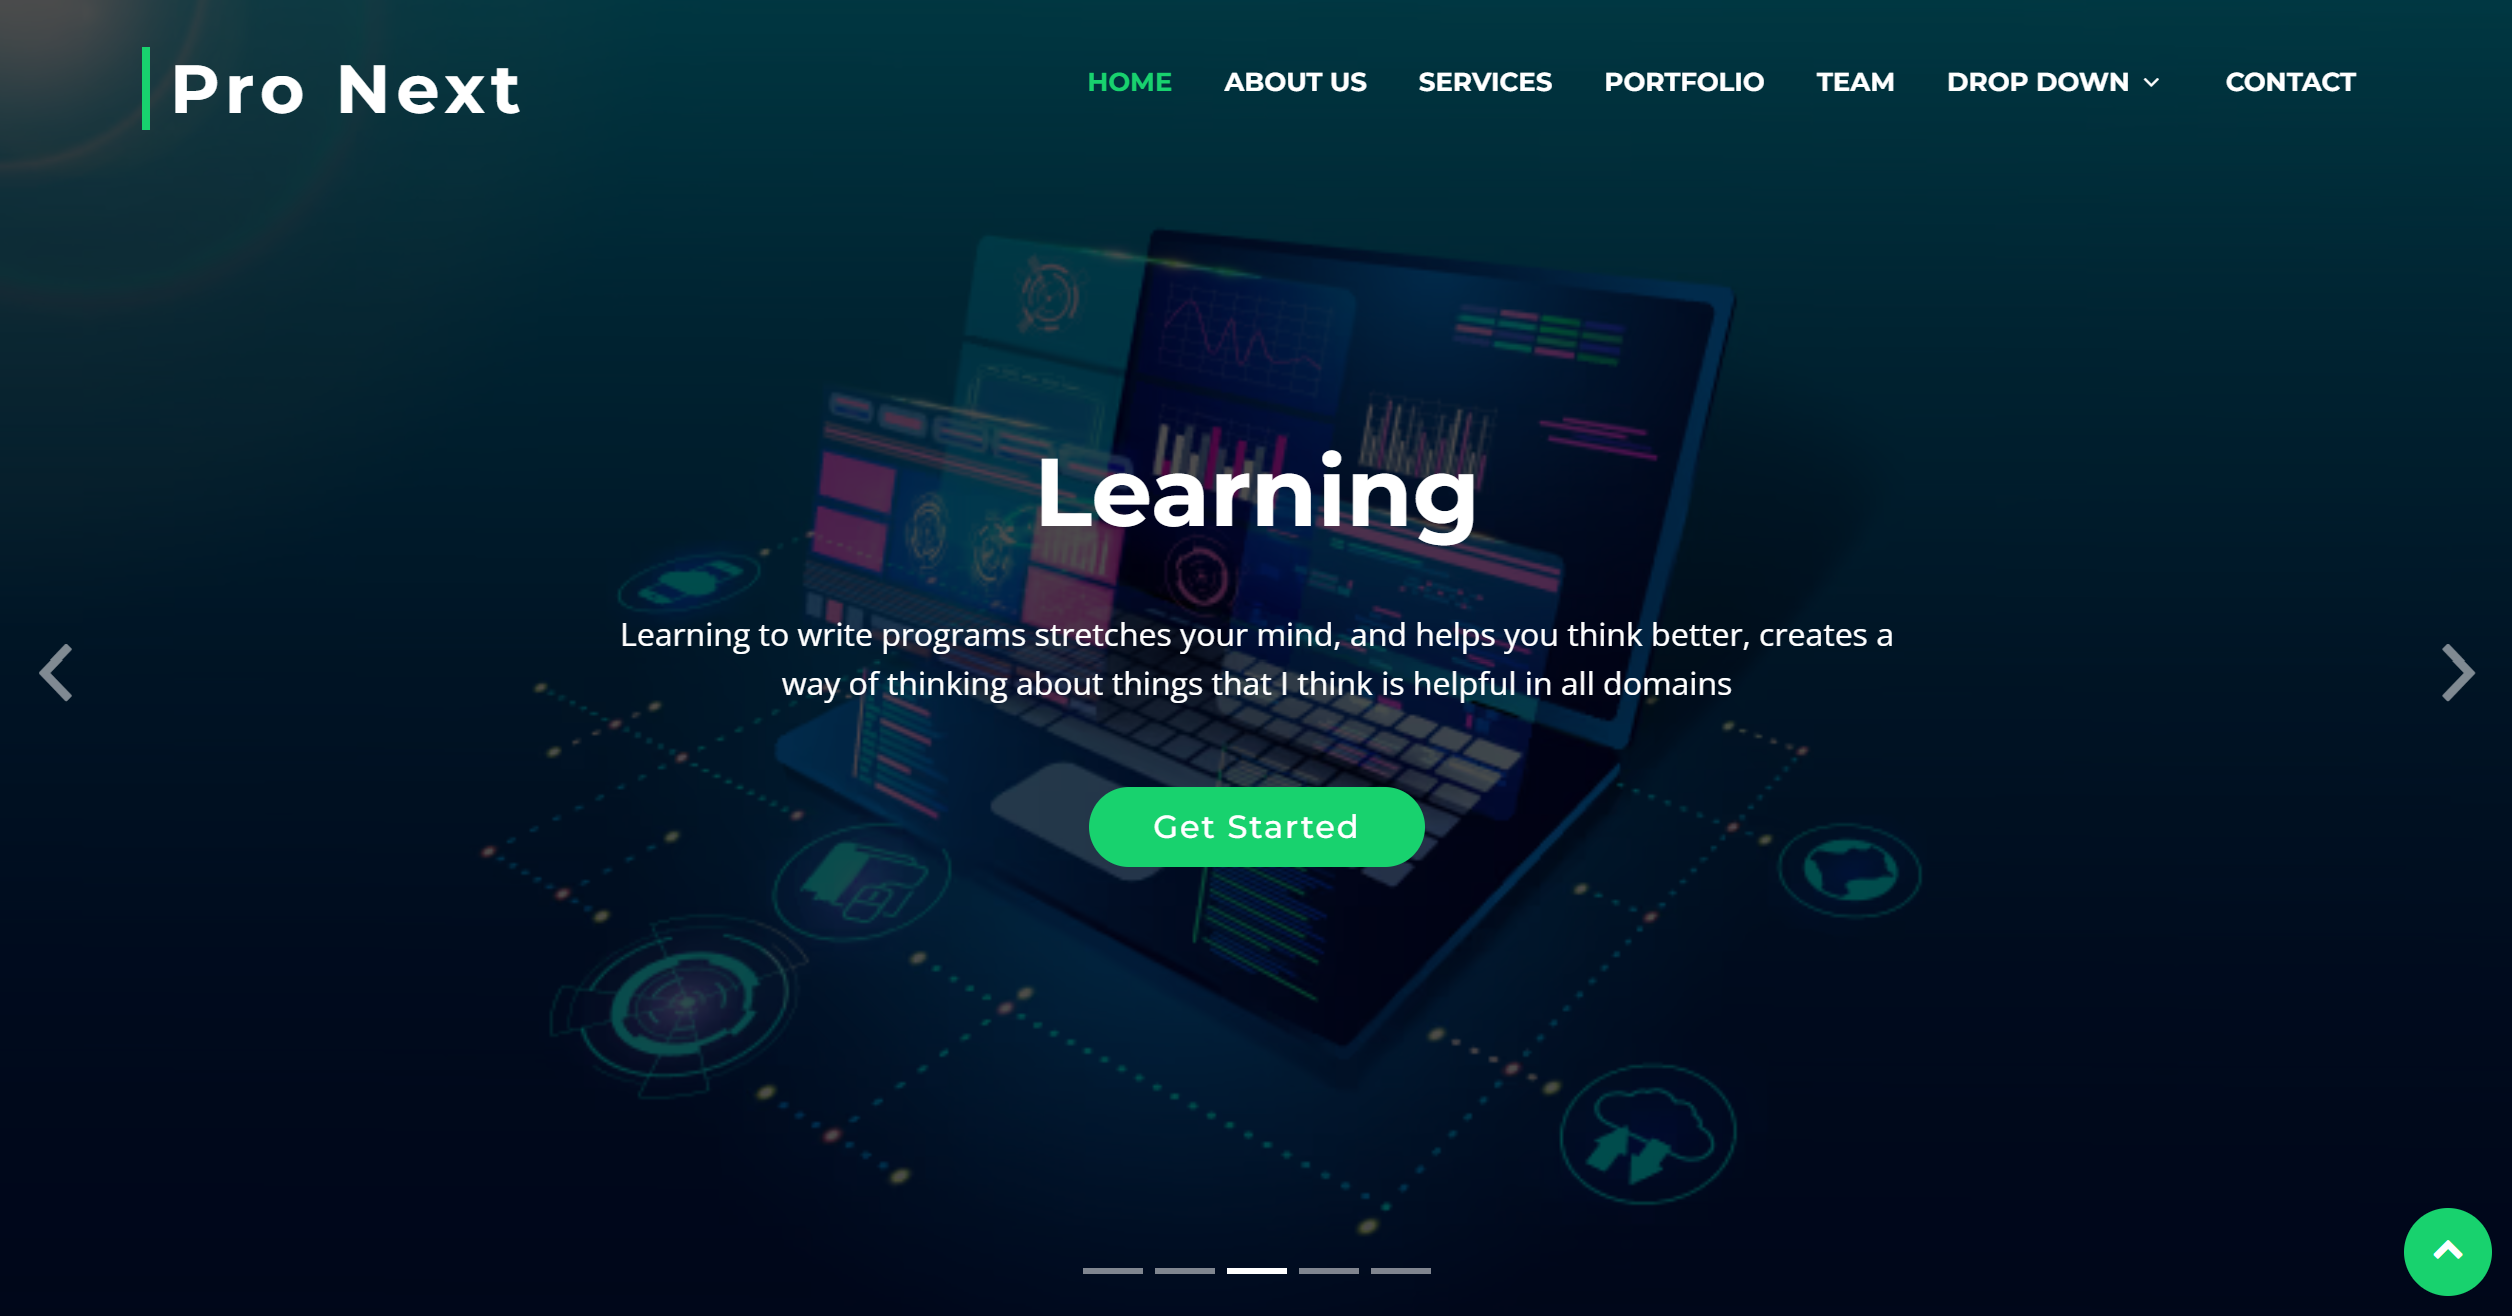 Pro Next
HOME ABOUT US SERVICES PORTFOLIO TEAM DROP DOWN CONTACT
Learning
Learning to write programs stretches your mind, and helps you think better, creates a
way of thinking about things that I think is helpful in all domains
Get Started